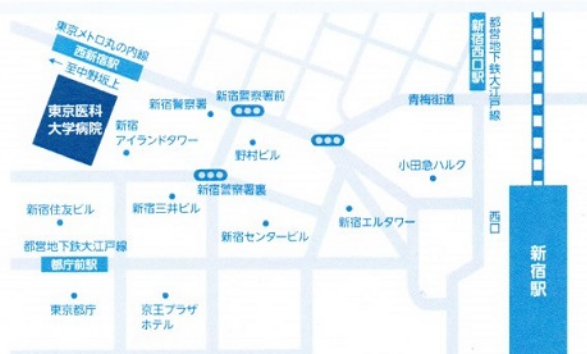 東京メトロ丸の内線
西新宿駅
← 至中野坂上
東京医科
大学病院
新宿警察署
新宿警察署前
新宿
アイランドタワー
野村ビル
新宿警察署裏
新宿住友ビル
新宿三井ビル
新宿センタービル
新宿エルタワー
小田急ハルク
青梅街道
新宿西口駅
都営地下鉄大江戸線
西口
新宿駅
都営地下鉄大江戸線
都庁前駅
東京都庁
京王プラザ
ホテル